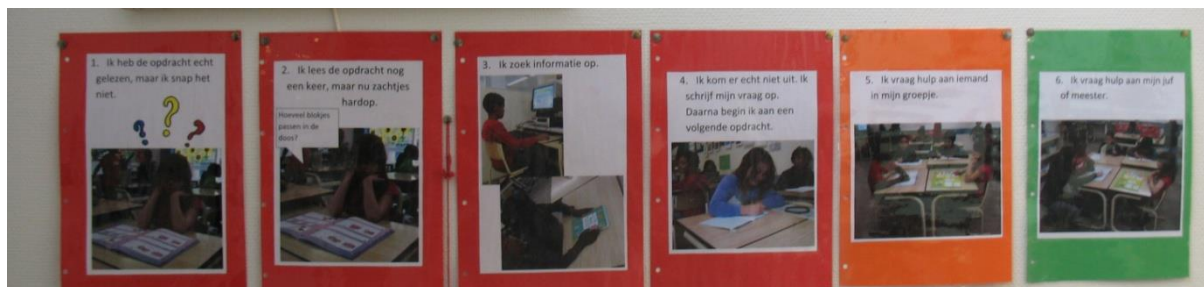 1. Ik heb de opdracht echt
gelezen, maar ik snap het
niet.
???
2. Ik lees de opdracht nog
een keer, maar nu zachtjes
hardop.
Hoeveel blokjes
passen in de
doos?
3. Ik zoek informatie op.
4. Ik kom er echt niet uit. Ik
schrijf mijn vraag op.
Daarna begin ik aan een
volgende opdracht.
5. Ik vraag hulp aan iemand
in mijn groepje.
6. Ik vraag hulp aan mijn juf
of meester.